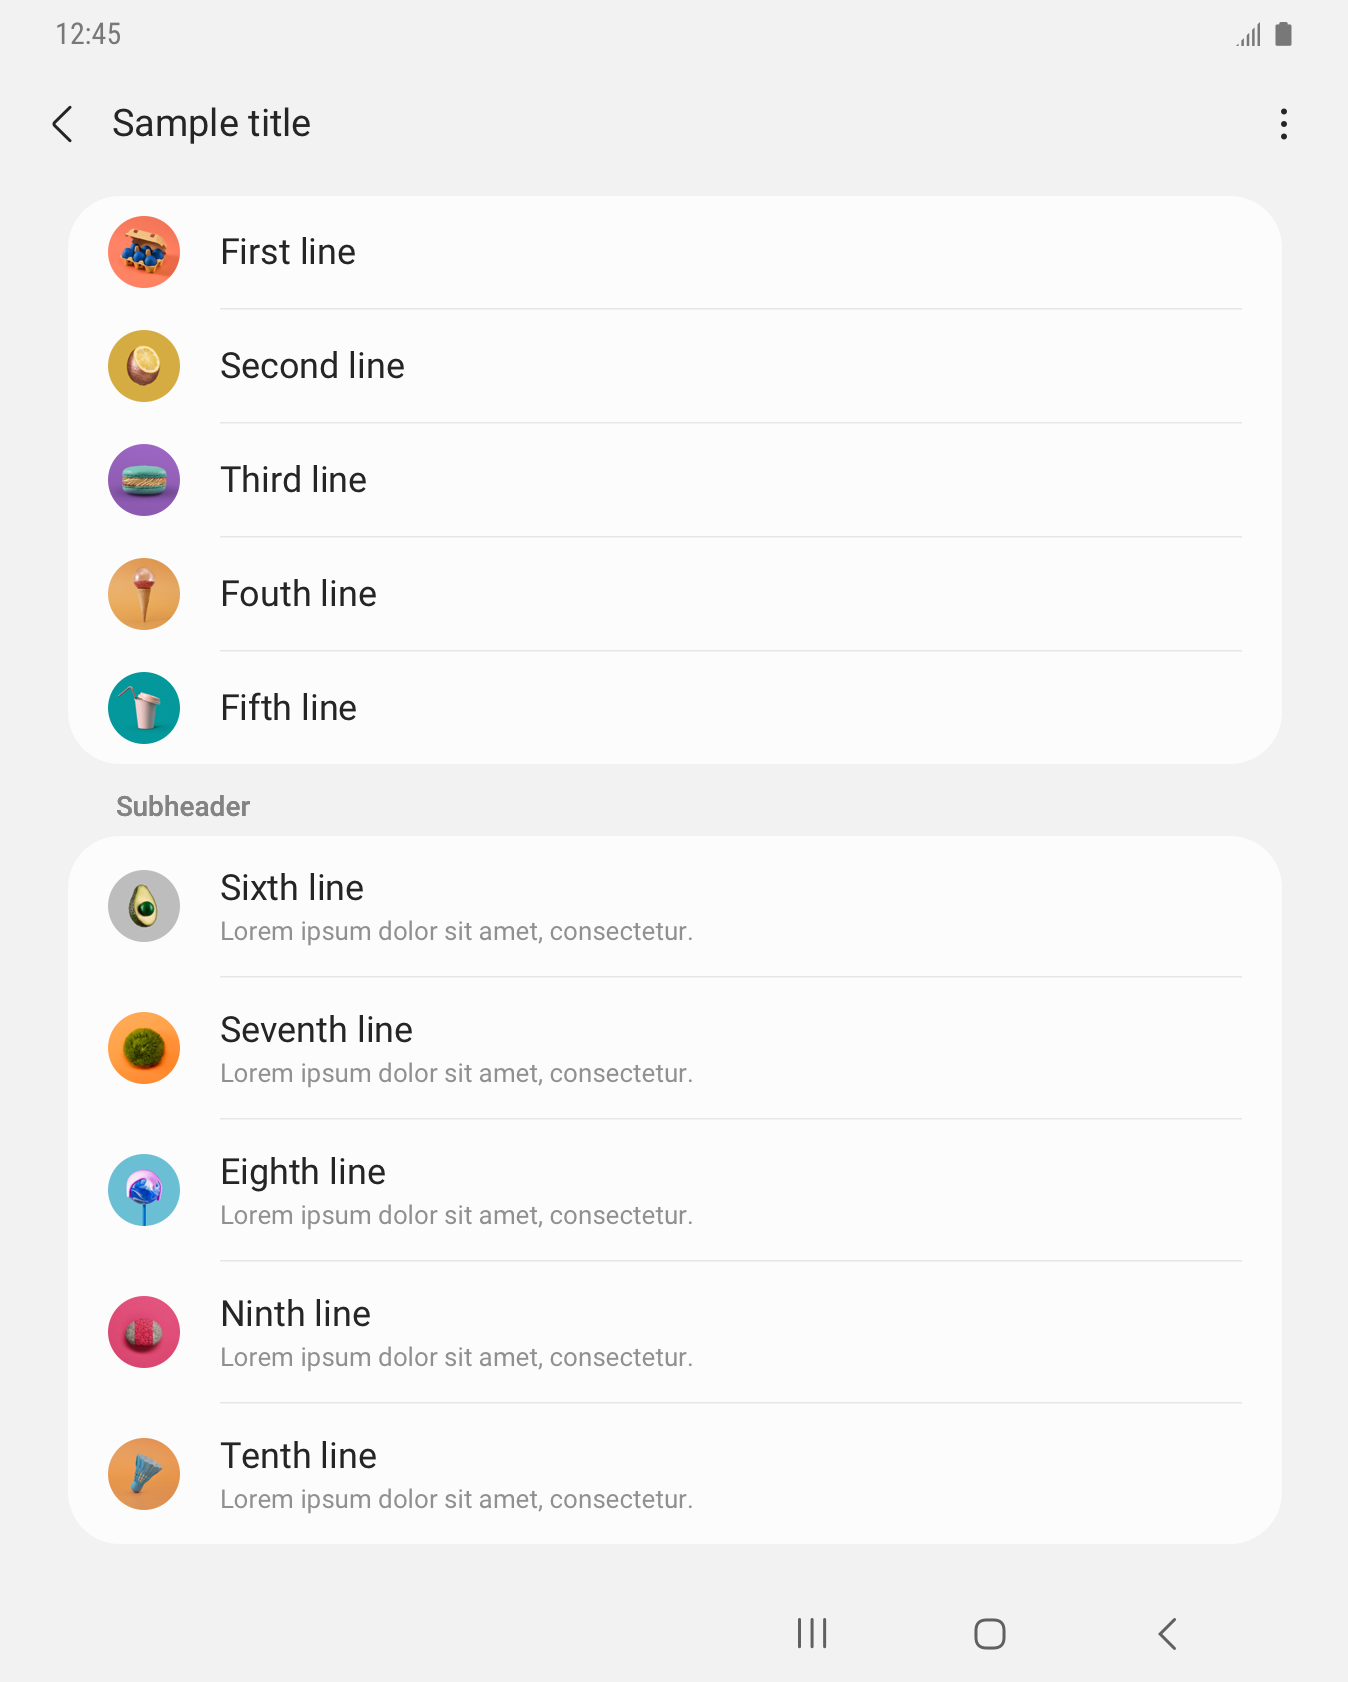 12:45
Sample title
First line
Second line
Third line
Fouth line
Fifth line
Subheader
Sixth line
Lorem ipsum dolor sit amet, consectetur.
Seventh line
Lorem ipsum dolor sit amet, consectetur.
Eighth line
Lorem ipsum dolor sit amet, consectetur.
Ninth line
Lorem ipsum dolor sit amet, consectetur.
Tenth line
Lorem ipsum dolor sit amet, consectetur.